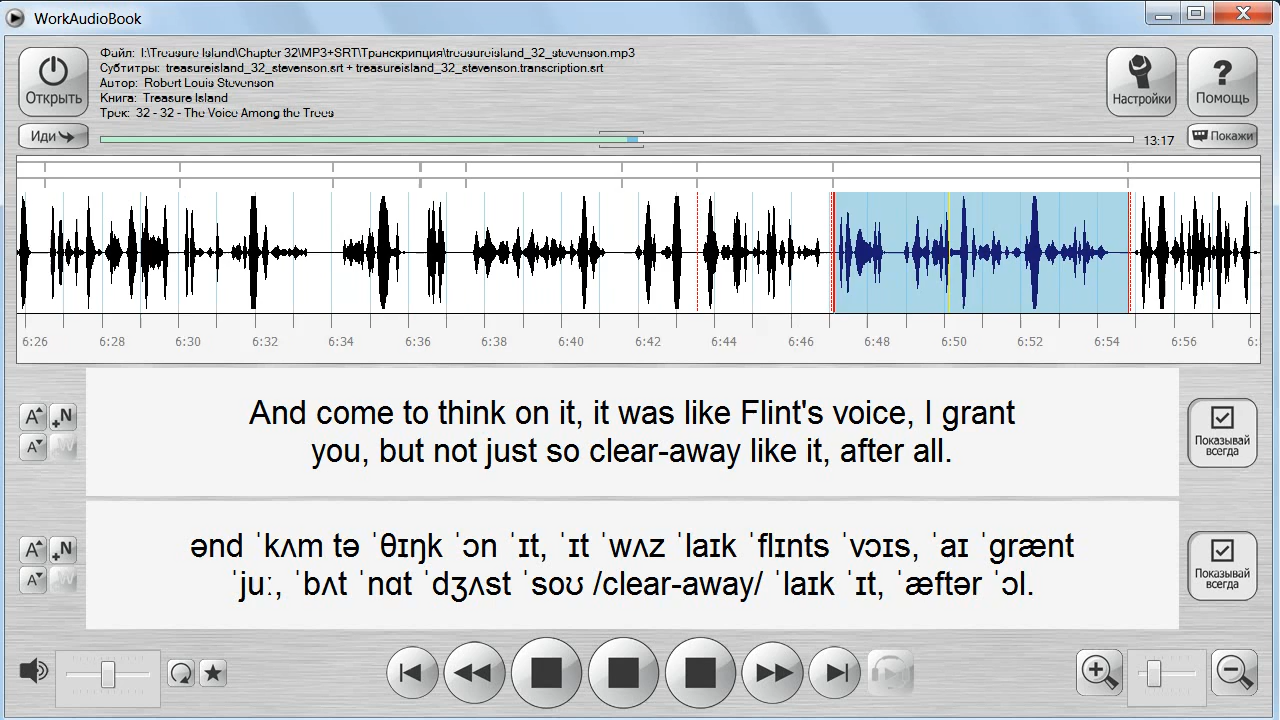 WorkAudioBook
Открыть
Файл: I:\Treasure Island\Chapter 32\MP3+SRT\Транскрипция\treasureisland_32_stevenson.mp3
Субтитры: treasureisland_32_stevenson.srt + treasureisland_32_stevenson.transcription.srt
Автор: Robert Louis Stevenson
Книга: Treasure Island
Трек: 32 - 32 - The Voice Among the Trees
Настройки
Помощь
Иди
13:17
Покажи
6:26 6:28 6:30 6:32 6:34 6:36 6:38 6:40 6:42 6:44 6:46 6:48 6:50 6:52 6:54 6:56 6:
A N
A
And come to think on it, it was like Flint's voice, I grant
you, but not just so clear-away like it, after all.
Показывай
всегда
A N
A
ənd ˈkʌm tə ˈθɪŋk ˈɔn ˈɪt, ˈɪt ˈwʌz ˈlaɪk ˈflɪnts ˈvɔɪs, ˈaɪ ˈɡrænt
ˈjuː, ˈbʌt ˈnɑt ˈdʒʌst ˈsoʊ /clear-away/ ˈlaɪk ˈɪt, ˈæftər ˈɔl.
Показывай
всегда